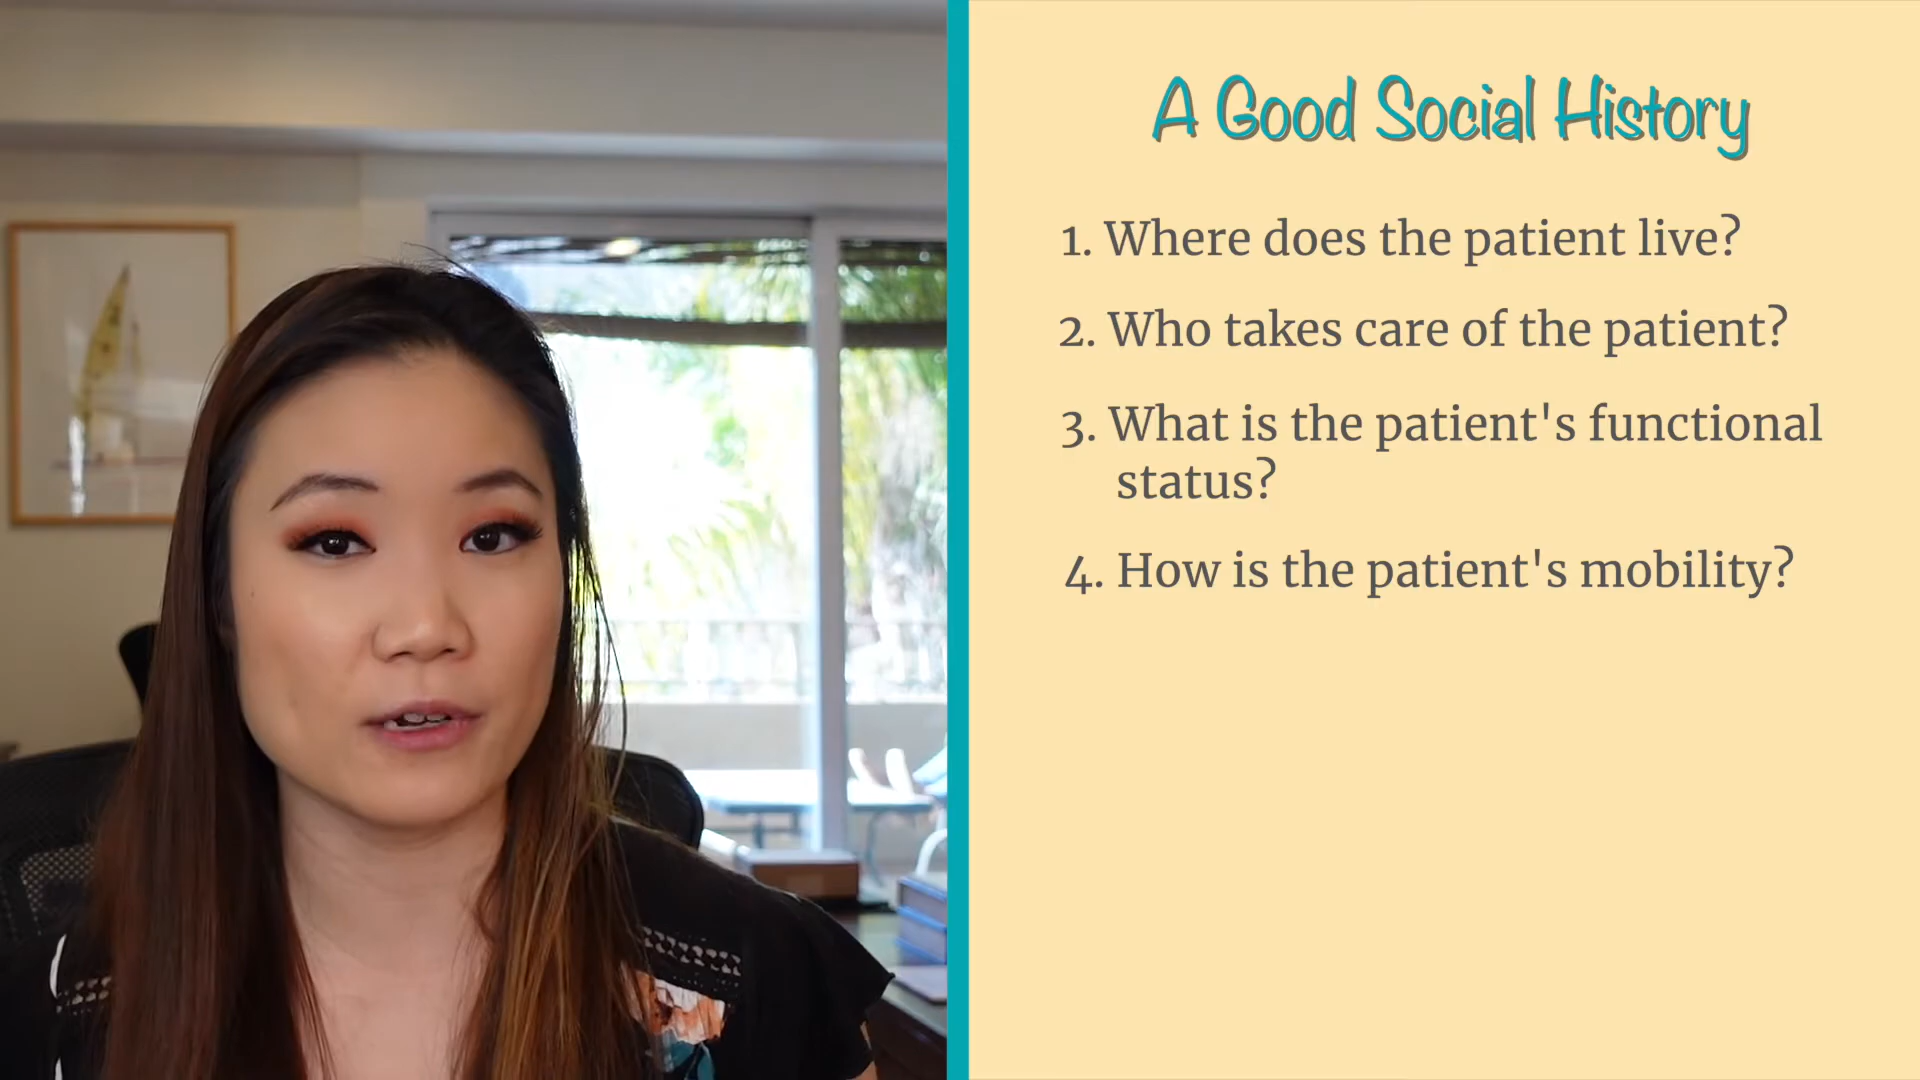 A Good Social History
1. Where does the patient live?
2. Who takes care of the patient?
3. What is the patient's functional
status?
4. How is the patient's mobility?